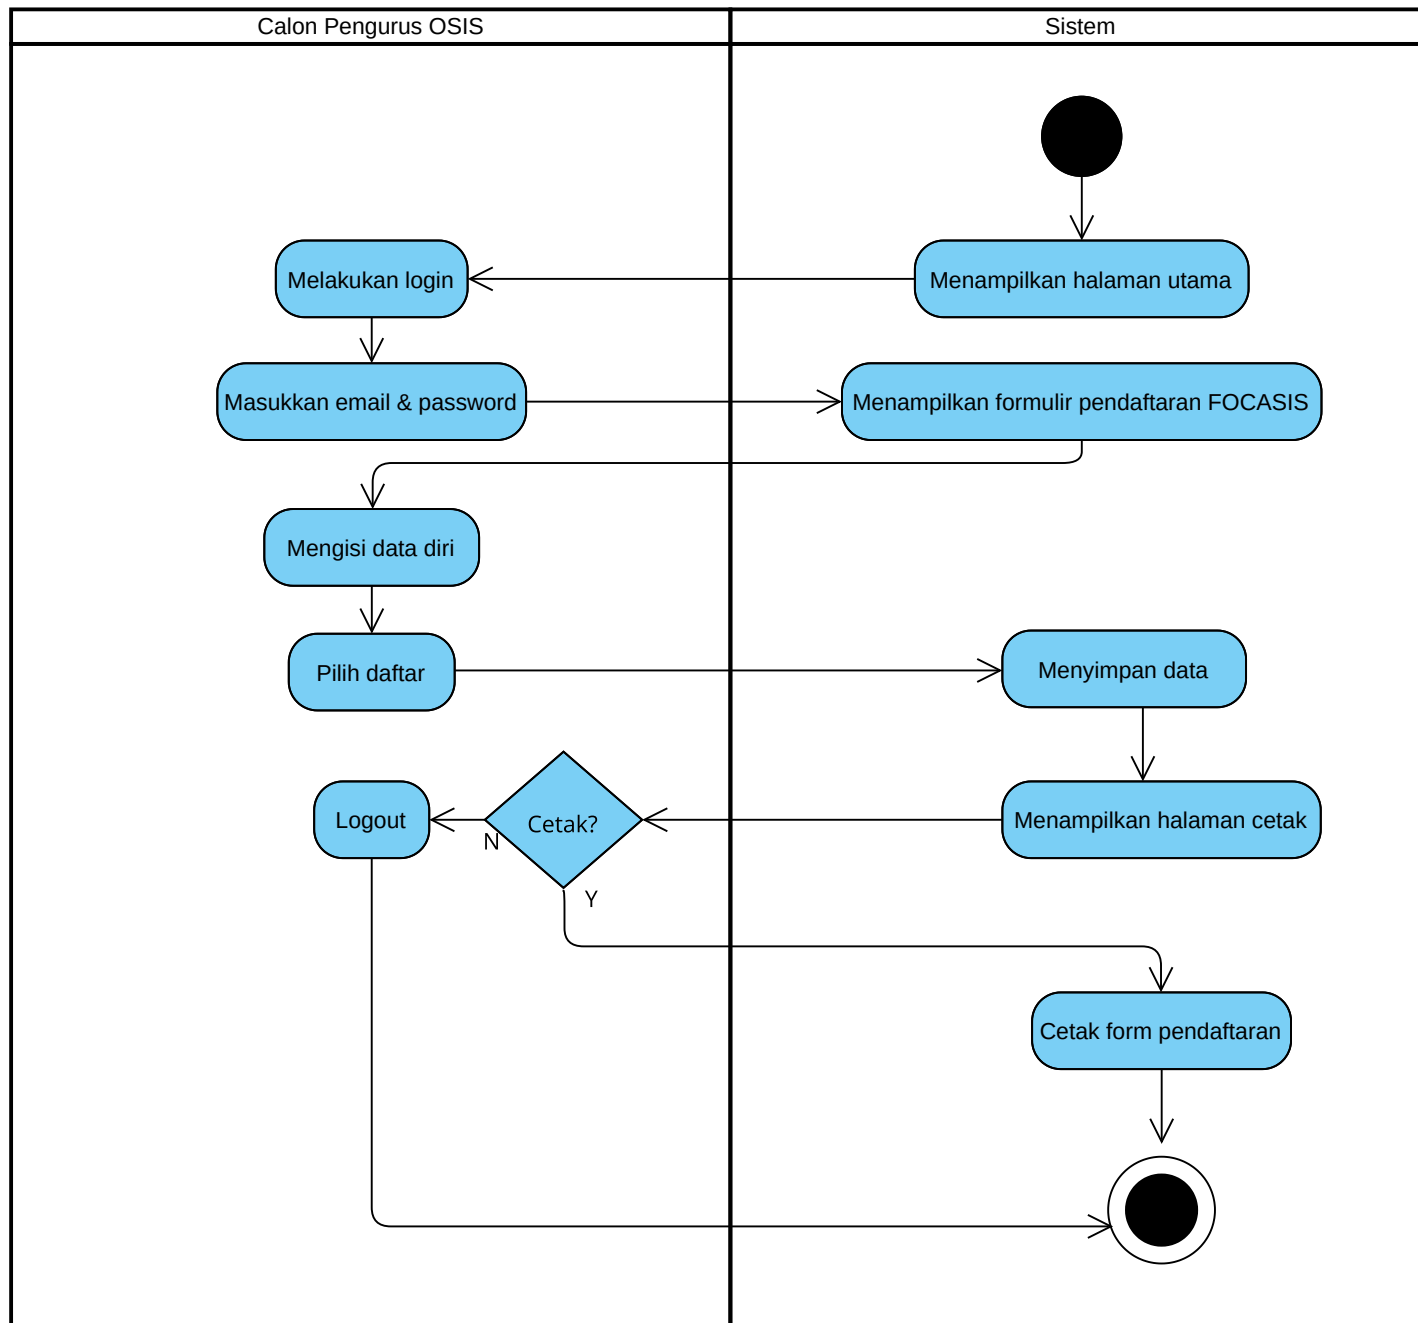 Calon Pengurus OSIS
Sistem
Melakukan login
Menampilkan halaman utama
Masukkan email & password
Menampilkan formulir pendaftaran FOCASIS
Mengisi data diri
Pilih daftar
Menyimpan data
Logout
Cetak?
N
Menampilkan halaman cetak
Y
Cetak form pendaftaran